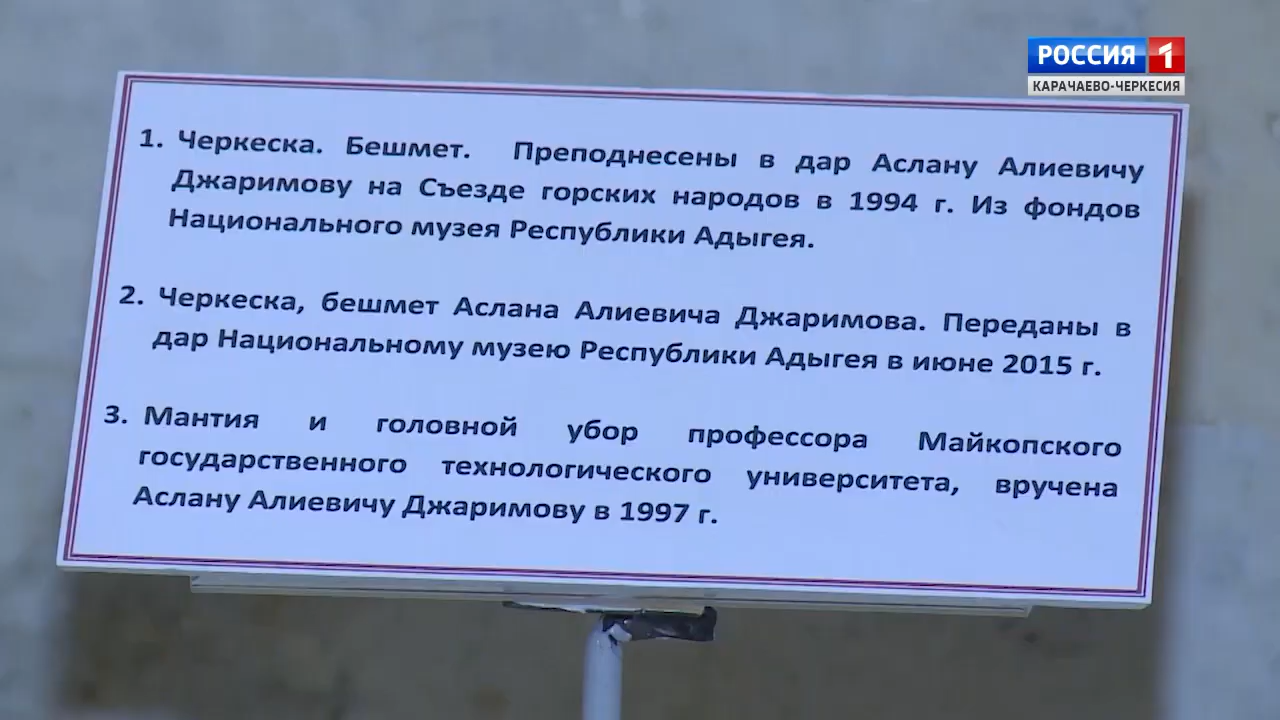 РОССИЯ 1
КАРАЧАЕВО-ЧЕРКЕСИЯ
1. Черкеска. Бешмет. Преподнесены в дар Аслану Алиевичу
Джаримову на Съезде горских народов в 1994 г. Из фондов
Национального музея Республики Адыгея.
2. Черкеска, бешмет Аслана Алиевича Джаримова. Переданы в
дар Национальному музею Республики Адыгея в июне 2015 г.
3. Мантия и головной убор профессора Майкопского
государственного технологического университета, вручена
Аслану Алиевичу Джаримову в 1997 г.